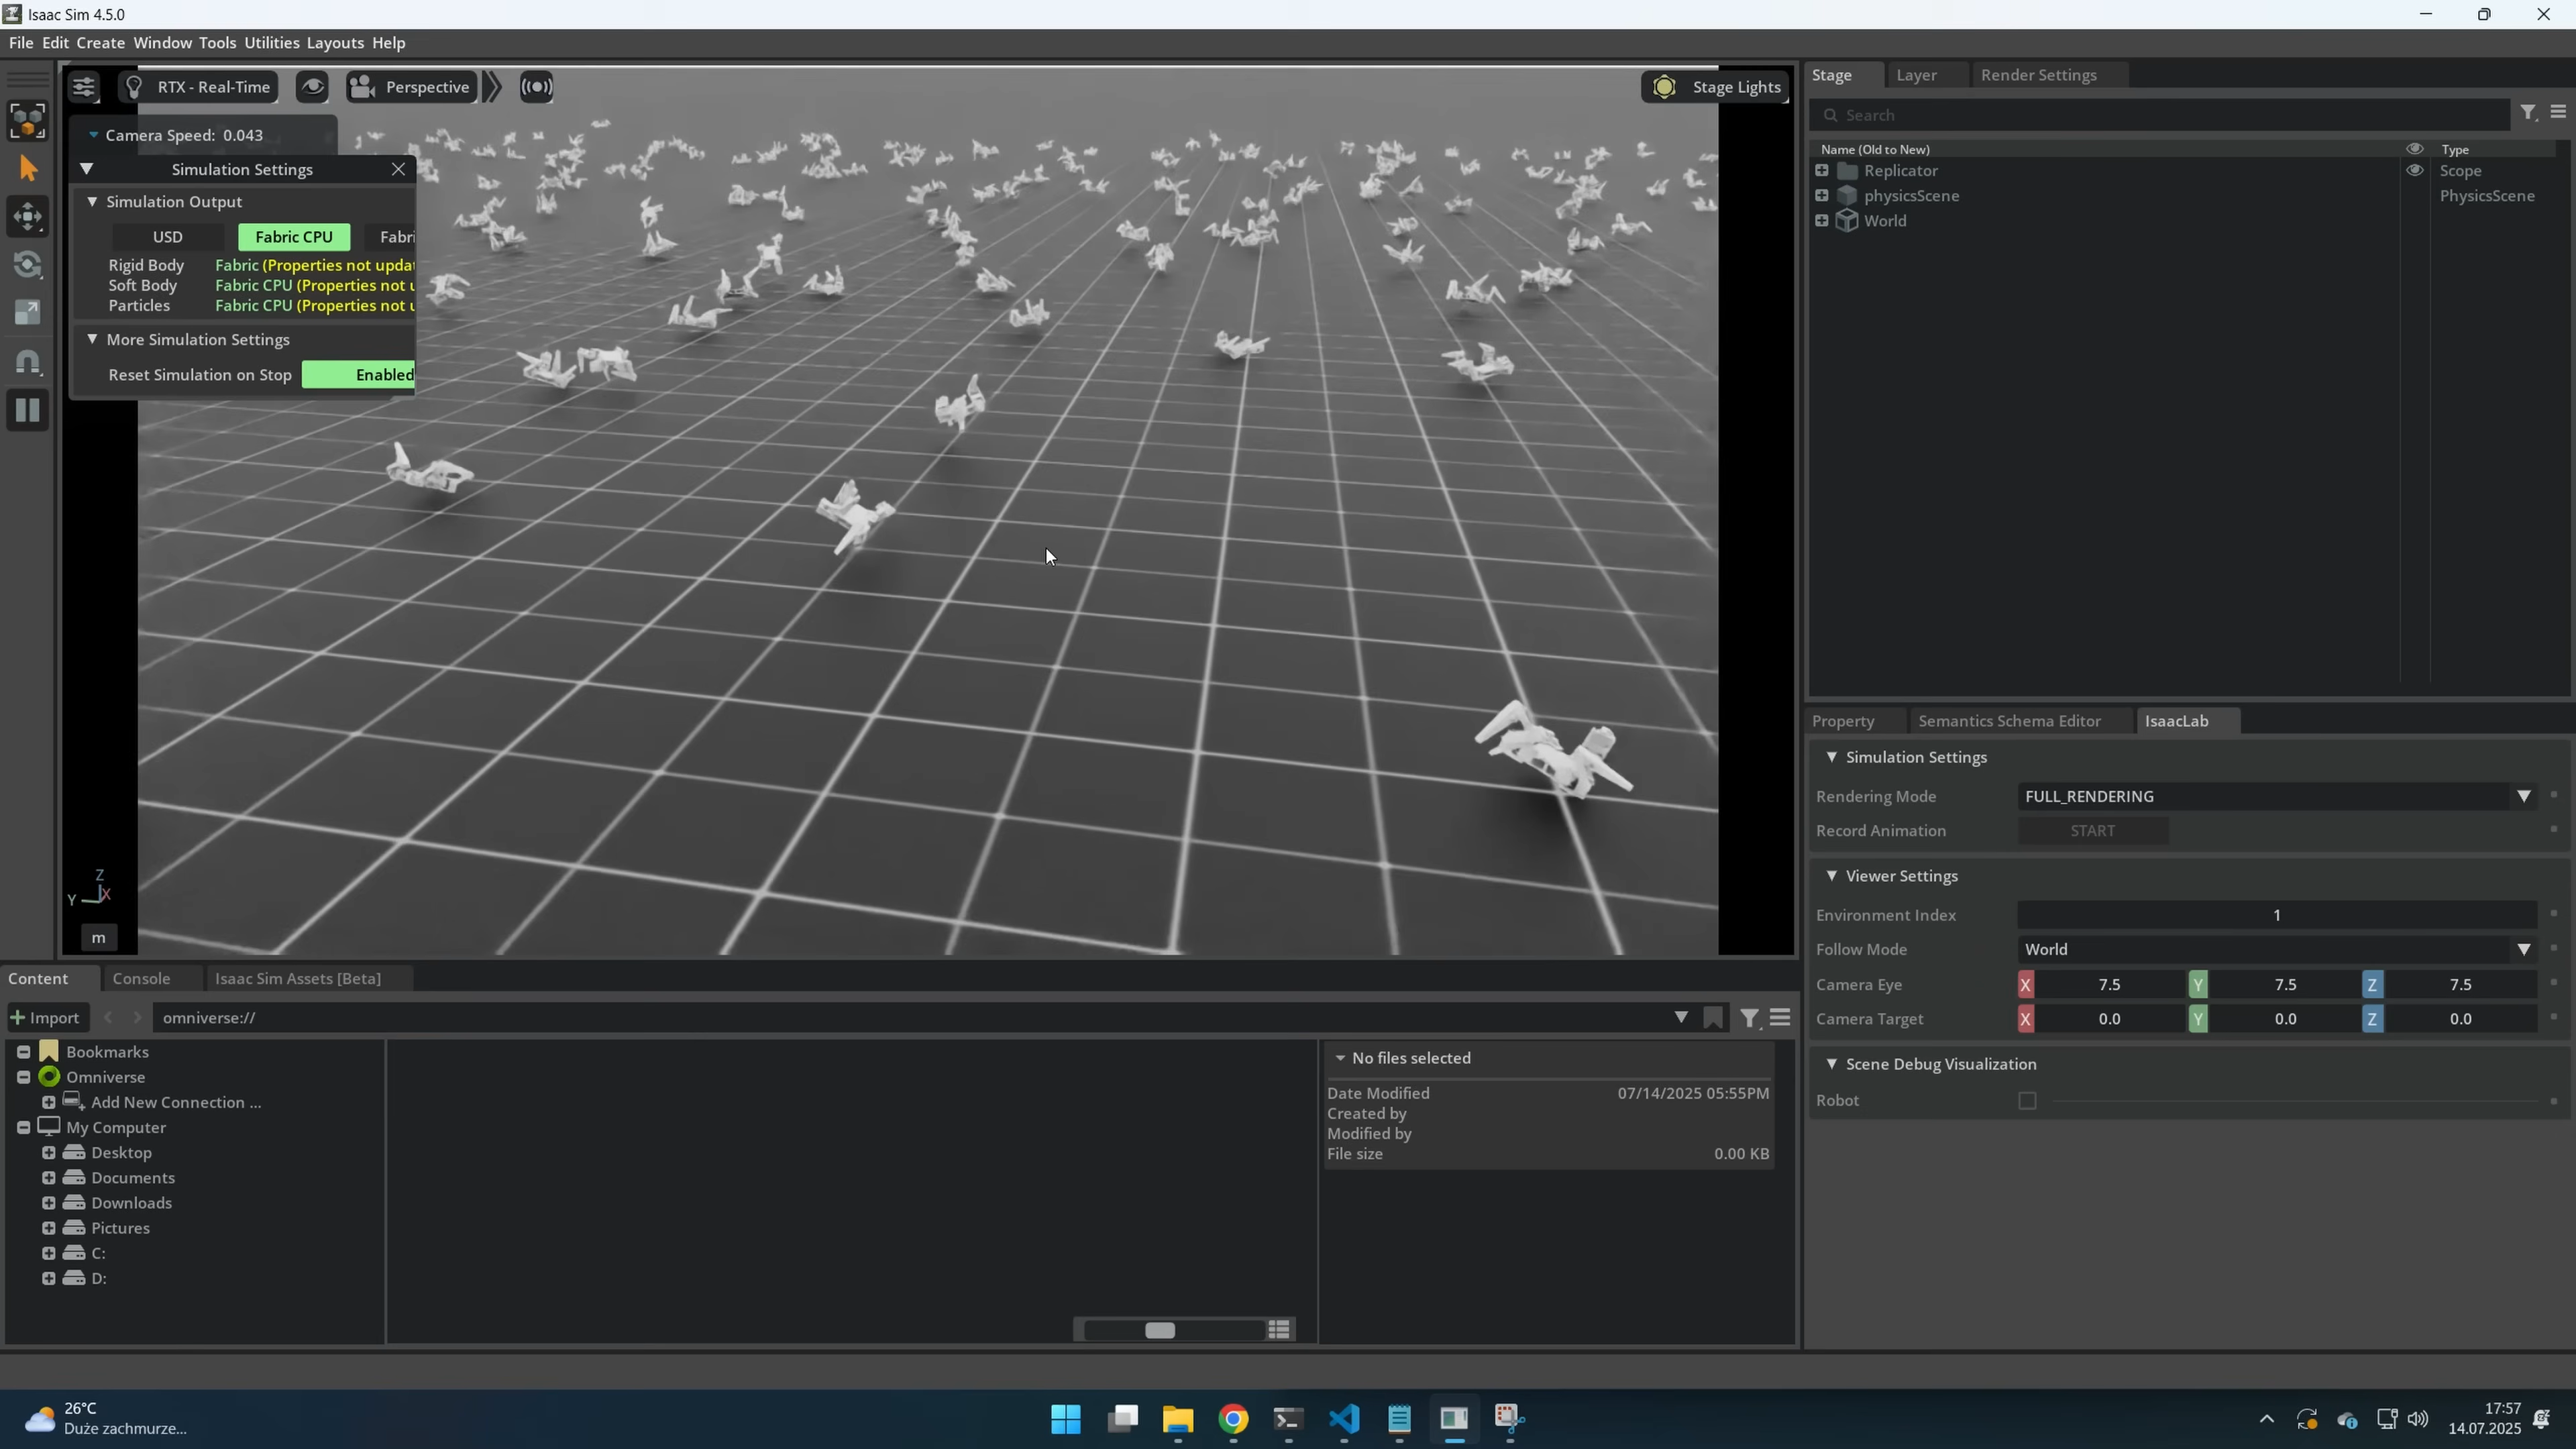 Isaac Sim 4.5.0
File Edit Create Window Tools Utilities Layouts Help
RTX - Real-Time
Perspective
Stage Lights
Camera Speed: 0.043
Simulation Settings
Simulation Output
USD Fabric CPU Fabri
Rigid Body Fabric (Properties not updat
Soft Body Fabric CPU (Properties not u
Particles Fabric CPU (Properties not u
More Simulation Settings
Reset Simulation on Stop Enabled
Z
Y X
m
Stage Layer Render Settings
Search
Name (Old to New) Type
Replicator Scope
physicsScene PhysicsScene
World
Property Semantics Schema Editor IsaacLab
Simulation Settings
Rendering Mode FULL_RENDERING
Record Animation START
Viewer Settings
Environment Index 1
Follow Mode World
Camera Eye X 7.5 Y 7.5 Z 7.5
Camera Target X 0.0 Y 0.0 Z 0.0
Scene Debug Visualization
Robot
Content Console Isaac Sim Assets [Beta]
Import omniverse://
Bookmarks
Omniverse
Add New Connection ...
My Computer
Desktop
Documents
Downloads
Pictures
C:
D:
No files selected
Date Modified 07/14/2025 05:55PM
Created by
Modified by
File size 0.00 KB
26°C
Duże zachmurze...
17:57
14.07.2025